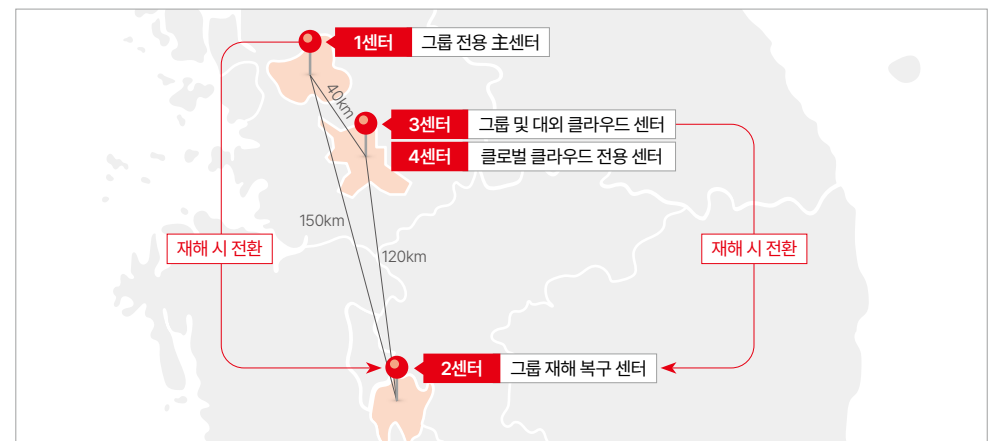 1센터 그룹 전용 主센터
40km
3센터 그룹 및 대외 클라우드 센터
4센터 클로벌 클라우드 전용 센터
150km
재해 시 전환
120km
재해 시 전환
2센터 그룹 재해 복구 센터